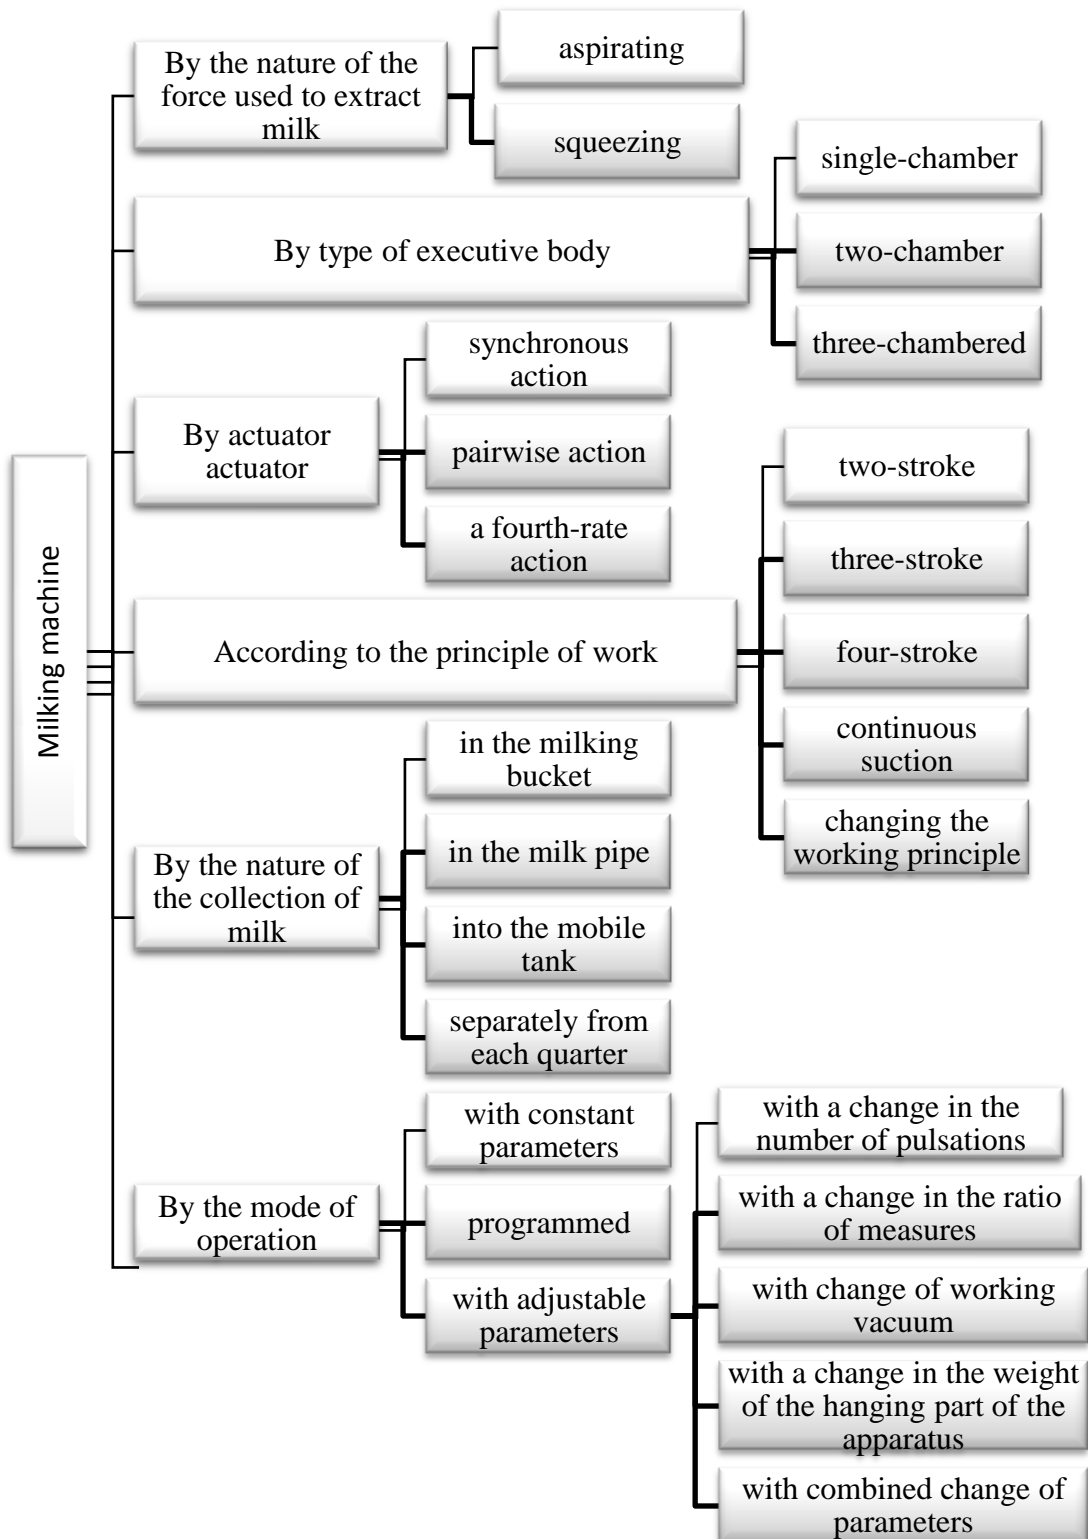 Milking machine
By the nature of the
force used to extract
milk
aspirating
squeezing
By type of executive body
single-chamber
two-chamber
three-chambered
By actuator
actuator
synchronous
action
pairwise action
a fourth-rate
action
According to the principle of work
two-stroke
three-stroke
four-stroke
continuous
suction
changing the
working principle
By the nature of
the collection of
milk
in the milking
bucket
in the milk pipe
into the mobile
tank
separately from
each quarter
By the mode of
operation
with constant
parameters
programmed
with adjustable
parameters
with a change in the
number of pulsations
with a change in the ratio
of measures
with change of working
vacuum
with a change in the weight
of the hanging part of the
apparatus
with combined change of
parameters